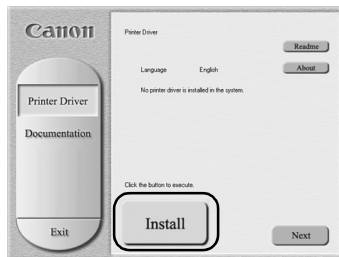 Canon
Printer Driver
Readme
Language English
About
No printer driver is installed in the system.
Printer Driver
Documentation
Click the button to execute.
Install
Exit
Next